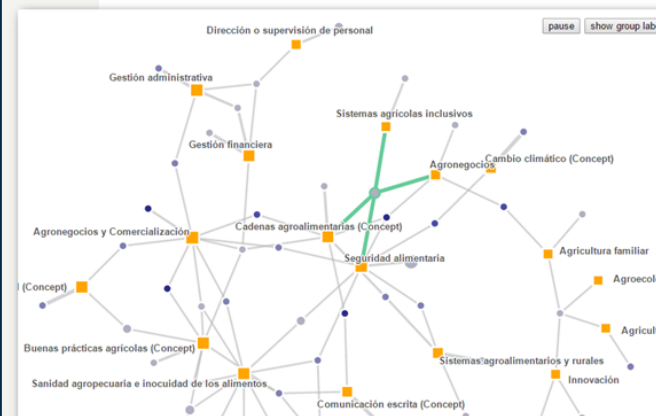 Dirección o supervisión de personal
pause
show group lab
Gestión administrativa
Sistemas agrícolas inclusivos
Gestión financiera
Agronegocios
Cambio climático (Concept)
Cadenas agroalimentarias (Concept)
Agronegocios y Comercialización
Seguridad alimentaria
Agricultura familiar
l (Concept)
Agroecol
Agricult
Buenas prácticas agrícolas (Concept)
Sistemas agroalimentarios y rurales
Sanidad agropecuaria e inocuidad de los alimentos
Innovación
Comunicación escrita (Concept)